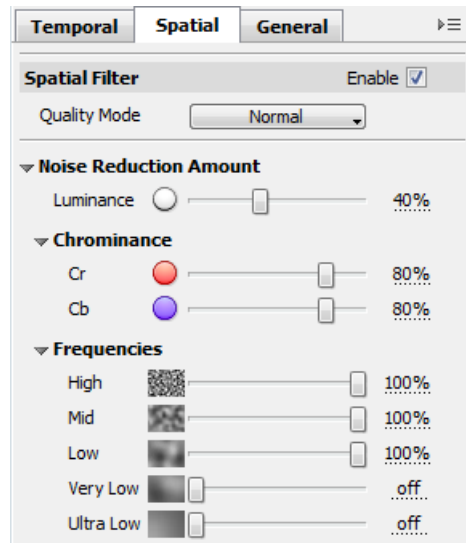 Temporal Spatial General
Spatial Filter Enable
Quality Mode Normal
Noise Reduction Amount
Luminance 40%
Chrominance
Cr 80%
Cb 80%
Frequencies
High 100%
Mid 100%
Low 100%
Very Low off
Ultra Low off